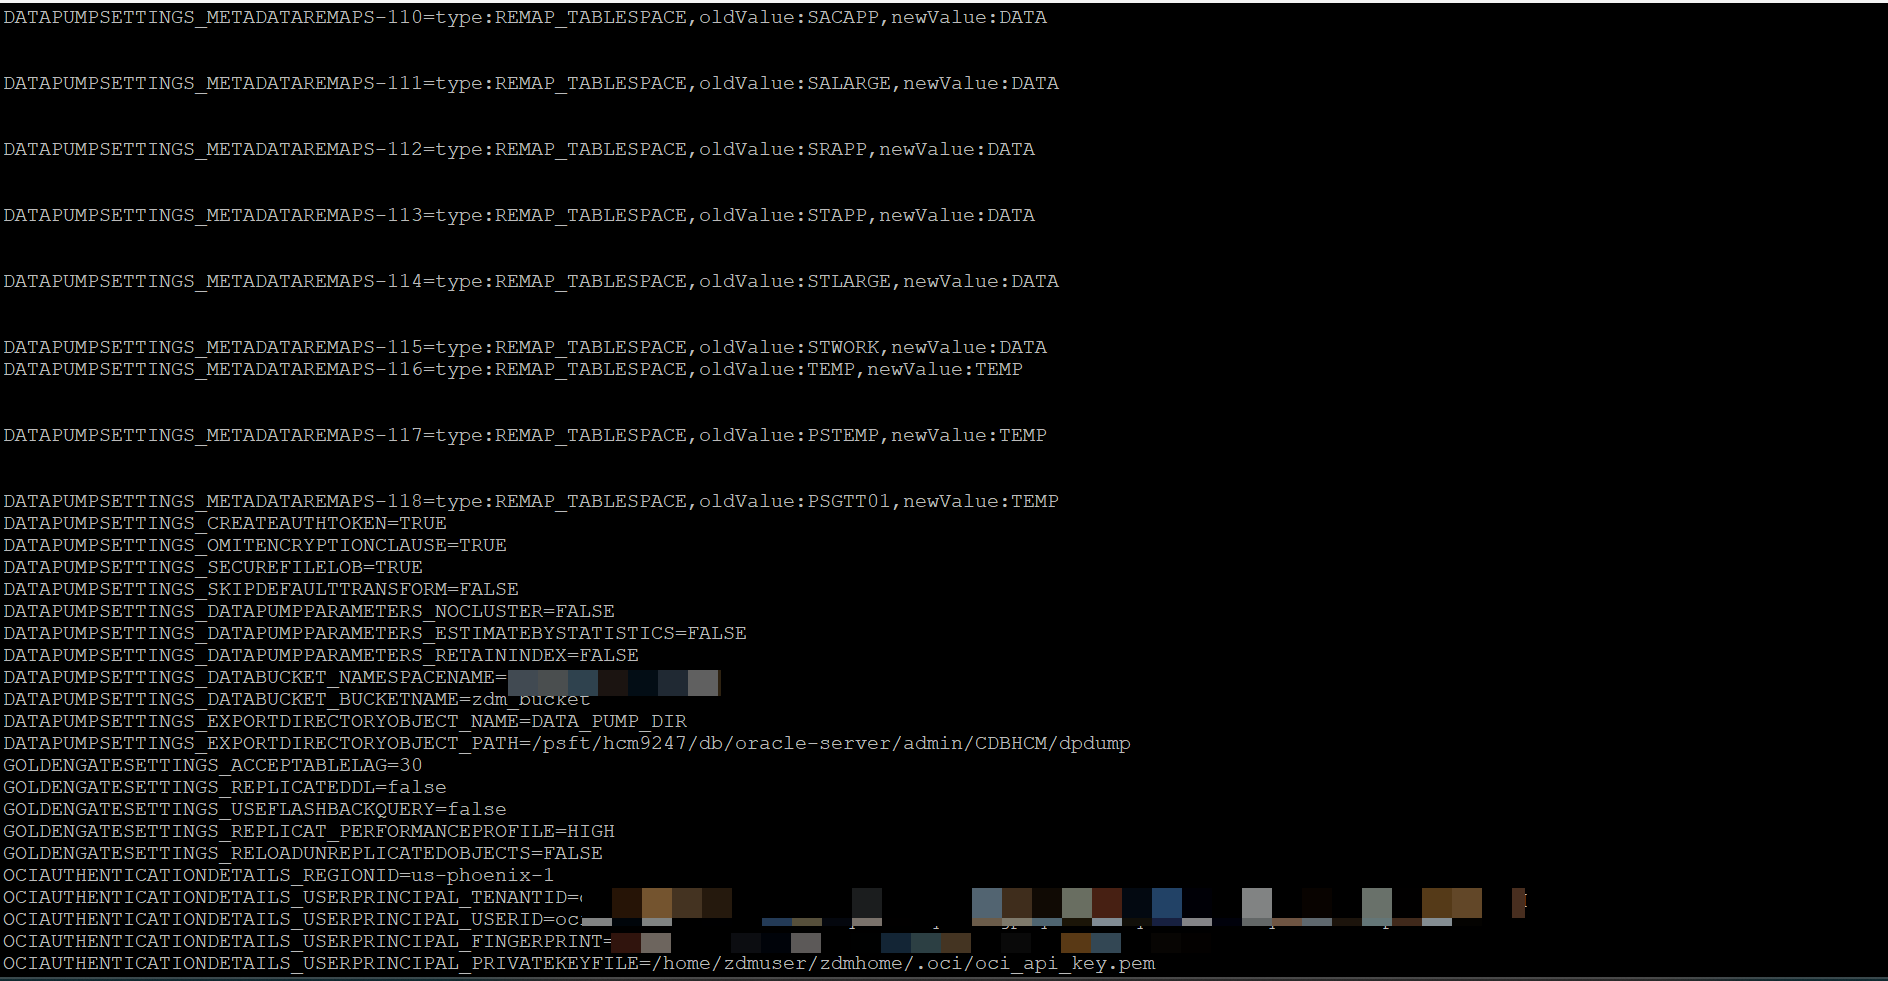 DATAPUMPSETTINGS_METADATAREMAPS-110=type:REMAP_TABLESPACE,oldValue:SACAPP,newValue:DATA
DATAPUMPSETTINGS_METADATAREMAPS-111=type:REMAP_TABLESPACE,oldValue:SALARGE,newValue:DATA
DATAPUMPSETTINGS_METADATAREMAPS-112=type:REMAP_TABLESPACE,oldValue:SRAPP,newValue:DATA
DATAPUMPSETTINGS_METADATAREMAPS-113=type:REMAP_TABLESPACE,oldValue:STAPP,newValue:DATA
DATAPUMPSETTINGS_METADATAREMAPS-114=type:REMAP_TABLESPACE,oldValue:STLARGE,newValue:DATA
DATAPUMPSETTINGS_METADATAREMAPS-115=type:REMAP_TABLESPACE,oldValue:STWORK,newValue:DATA
DATAPUMPSETTINGS_METADATAREMAPS-116=type:REMAP_TABLESPACE,oldValue:TEMP,newValue:TEMP
DATAPUMPSETTINGS_METADATAREMAPS-117=type:REMAP_TABLESPACE,oldValue:PSTEMP,newValue:TEMP
DATAPUMPSETTINGS_METADATAREMAPS-118=type:REMAP_TABLESPACE,oldValue:PSGTT01,newValue:TEMP
DATAPUMPSETTINGS_CREATEAUTHTOKEN=TRUE
DATAPUMPSETTINGS_OMITENCRYPTIONCLAUSE=TRUE
DATAPUMPSETTINGS_SECUREFILELOB=TRUE
DATAPUMPSETTINGS_SKIPDEFAULTTRANSFORM=FALSE
DATAPUMPSETTINGS_DATAPUMPPARAMETERS_NOCLUSTER=FALSE
DATAPUMPSETTINGS_DATAPUMPPARAMETERS_ESTIMATEBYSTATISTICS=FALSE
DATAPUMPSETTINGS_DATAPUMPPARAMETERS_RETAININDEX=FALSE
DATAPUMPSETTINGS_DATABUCKET_NAMESPACENAME=
DATAPUMPSETTINGS_DATABUCKET_BUCKETNAME=zdm_bucket
DATAPUMPSETTINGS_EXPORTDIRECTORYOBJECT_NAME=DATA_PUMP_DIR
DATAPUMPSETTINGS_EXPORTDIRECTORYOBJECT_PATH=/psft/hcm9247/db/oracle-server/admin/CDBHCM/dpdump
GOLDENGATESETTINGS_ACCEPTABLELAG=30
GOLDENGATESETTINGS_REPLICATEDDL=false
GOLDENGATESETTINGS_USEFLASHBACKQUERY=false
GOLDENGATESETTINGS_REPLICAT_PERFORMANCEPROFILE=HIGH
GOLDENGATESETTINGS_RELOADUNREPLICATEDOBJECTS=FALSE
OCIAUTHENTICATIONDETAILS_REGIONID=us-phoenix-1
OCIAUTHENTICATIONDETAILS_USERPRINCIPAL_TENANTID=
OCIAUTHENTICATIONDETAILS_USERPRINCIPAL_USERID=oci
OCIAUTHENTICATIONDETAILS_USERPRINCIPAL_FINGERPRINT=
OCIAUTHENTICATIONDETAILS_USERPRINCIPAL_PRIVATEKEYFILE=/home/zdmuser/zdmhome/.oci/oci_api_key.pem